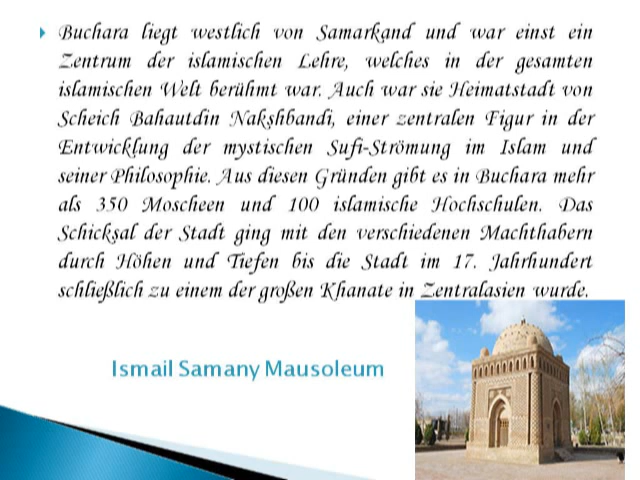 Buchara liegt westlich von Samarkand und war einst ein
Zentrum der islamischen Lehre, welches in der gesamten
islamischen Welt berühmt war. Auch war sie Heimatstadt von
Scheich Bahautdin Nakshbandi, einer zentralen Figur in der
Entwicklung der mystischen Sufi-Strömung im Islam und
seiner Philosophie. Aus diesen Gründen gibt es in Buchara mehr
als 350 Moscheen und 100 islamische Hochschulen. Das
Schicksal der Stadt ging mit den verschiedenen Machthabern
durch Höhen und Tiefen bis die Stadt im 17. Jahrhundert
schließlich zu einem der großen Khanate in Zentralasien wurde.
Ismail Samany Mausoleum